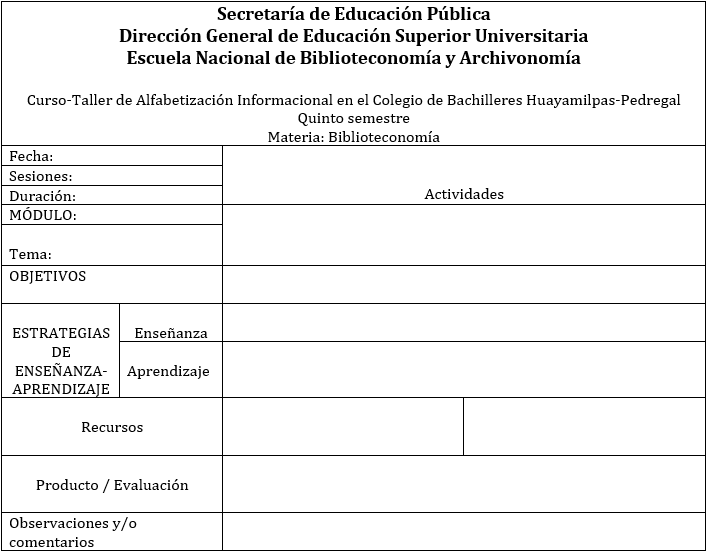 Secretaría de Educación Pública
Dirección General de Educación Superior Universitaria
Escuela Nacional de Biblioteconomía y Archivonomía
Curso-Taller de Alfabetización Informacional en el Colegio de Bachilleres Huayamilpas-Pedregal
Quinto semestre
Materia: Biblioteconomía
Fecha:
Sesiones:
Duración:
Actividades
MÓDULO:
Tema:
OBJETIVOS
ESTRATEGIAS
DE
ENSEÑANZA-
APRENDIZAJE
Enseñanza
Aprendizaje
Recursos
Producto / Evaluación
Observaciones y/o
comentarios